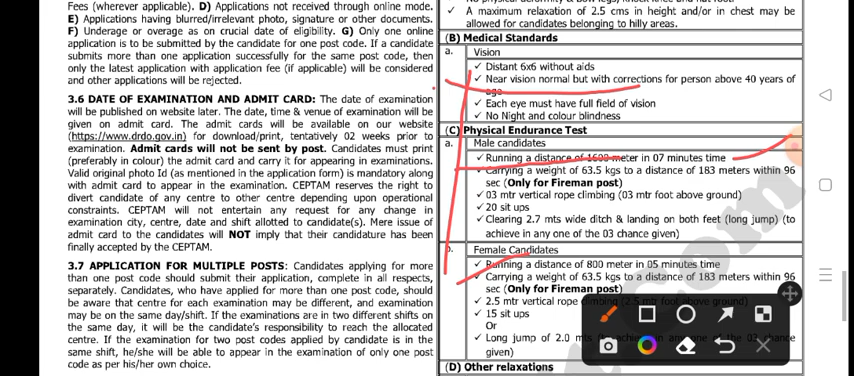 Fees (wherever applicable). D) Applications not received through online mode.
E) Applications having blurred/irrelevant photo, signature or other documents.
F) Underage or overage as on crucial date of eligibility. G) Only one online
application is to be submitted by the candidate for one post code. If a candidate
submits more than one application successfully for the same post code, then
only the latest application with application fee (if applicable) will be considered
and other applications will be rejected.
3.6 DATE OF EXAMINATION AND ADMIT CARD: The date of examination
will be published on website later. The date, time & venue of examination will be
given on admit card. The admit cards will be available on our website
(https://www.drdo.gov.in) for download/print, tentatively 02 weeks prior to
examination. Admit cards will not be sent by post. Candidates must print
(preferably in colour) the admit card and carry it for appearing in examinations.
Valid original photo Id (as mentioned in the application form) is mandatory along
with admit card to appear in the examination. CEPTAM reserves the right to
divert candidate of any centre to other centre depending upon operational
constraints. CEPTAM will not entertain any request for any change in
examination city, centre, date and shift allotted to candidate(s). Mere issue of
admit card to the candidates will NOT imply that their candidature has been
finally accepted by the CEPTAM.
3.7 APPLICATION FOR MULTIPLE POSTS: Candidates applying for more
than one post code should submit their application, complete in all respects,
separately. Candidates, who have applied for more than one post code, should
be aware that centre for each examination may be different, and examination
may be on the same day/shift. If the examinations are in two different shifts on
the same day, it will be the candidate's responsibility to reach the allocated
centre. If the examination for two post codes applied by candidate is in the
same shift, he/she will be able to appear in the examination of only one post
code as per his/her own choice.
✓ A maximum relaxation of 2.5 cms in height and/or in chest may be
allowed for candidates belonging to hilly areas.
(B) Medical Standards
a. Vision
✓ Distant 6x6 without aids
✓ Near vision normal but with corrections for person above 40 years of
age
✓ Each eye must have full field of vision
✓ No Night and colour blindness
(C) Physical Endurance Test
a. Male candidates
✓ Running a distance of 1600 meter in 07 minutes time
✓ Carrying a weight of 63.5 kgs to a distance of 183 meters within 96
sec (Only for Fireman post)
✓ 03 mtr vertical rope climbing (03 mtr foot above ground)
✓ 20 sit ups
✓ Clearing 2.7 mts wide ditch & landing on both feet (long jump) (to
achieve in any one of the 03 chance given)
b. Female Candidates
✓ Running a distance of 800 meter in 05 minutes time
✓ Carrying a weight of 63.5 kgs to a distance of 183 meters within 96
sec (Only for Fireman post)
✓ 2.5 mtr vertical rope climbing (2.5 mtr foot above ground)
✓ 15 sit ups
Or
✓ Long jump of 2.0 mts one of the 03 chance
given)
(D) Other relaxations
.com